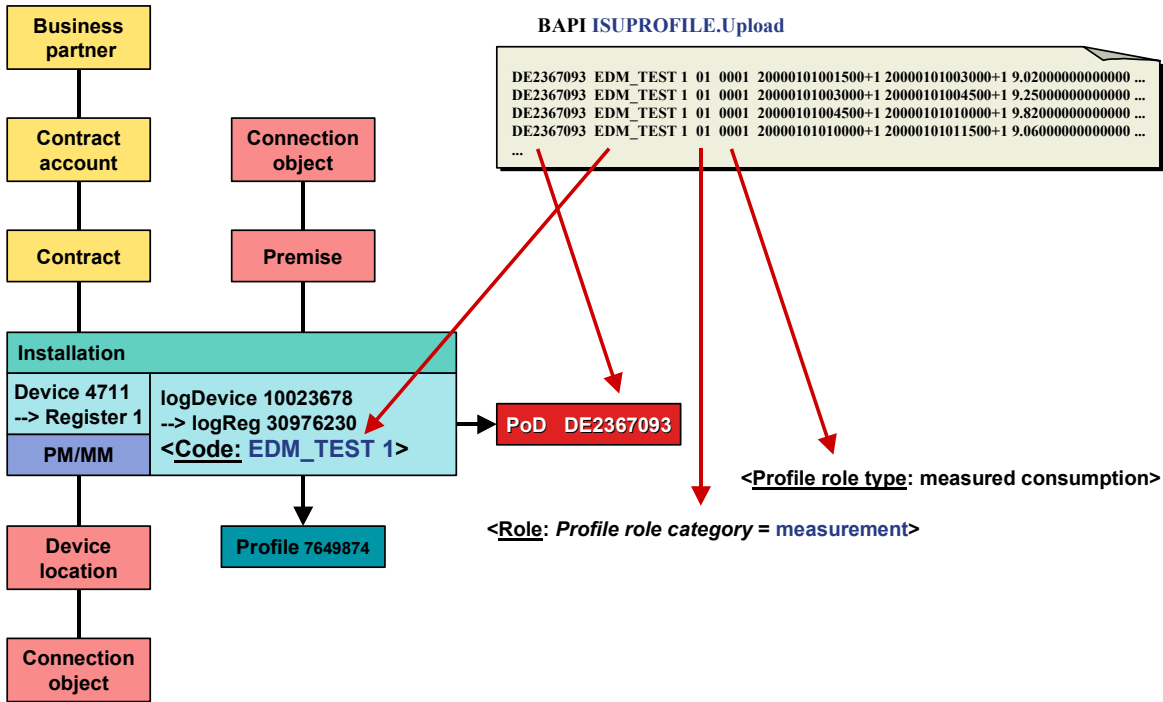 Business
partner
BAPI ISUPROFILE.Upload
DE2367093 EDM_TEST 1 01 0001 20000101001500+1 20000101003000+1 9.02000000000000 ...
DE2367093 EDM_TEST 1 01 0001 20000101003000+1 20000101004500+1 9.25000000000000 ...
DE2367093 EDM_TEST 1 01 0001 20000101004500+1 20000101010000+1 9.82000000000000 ...
DE2367093 EDM_TEST 1 01 0001 20000101010000+1 20000101011500+1 9.06000000000000 ...
...
Contract
account
Connection
object
Contract
Premise
Installation
Device 4711
--> Register 1
PM/MM
logDevice 10023678
--> logReg 30976230
<Code: EDM_TEST 1>
PoD DE2367093
<Profile role type: measured consumption>
<Role: Profile role category = measurement>
Device
location
Profile 7649874
Connection
object